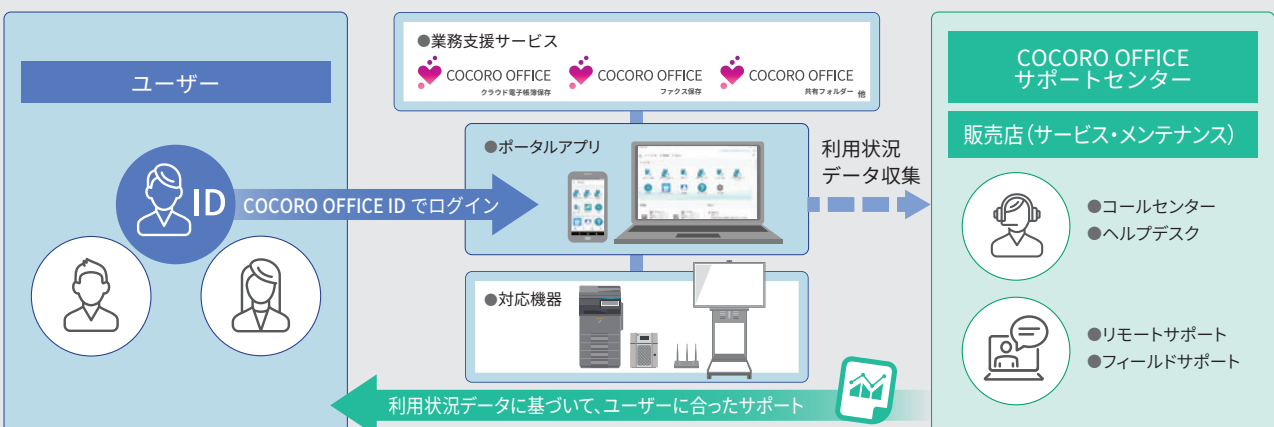 ユーザー
ID
COCORO OFFICE ID でログイン
●業務支援サービス
COCORO OFFICE
クラウド電子帳簿保存
COCORO OFFICE
ファクス保存
COCORO OFFICE
共有フォルダー 他
●ポータルアプリ
●対応機器
利用状況
データ収集
COCORO OFFICE
サポートセンター
販売店(サービス・メンテナンス)
●コールセンター
●ヘルプデスク
●リモートサポート
●フィールドサポート
利用状況データに基づいて、ユーザーに合ったサポート